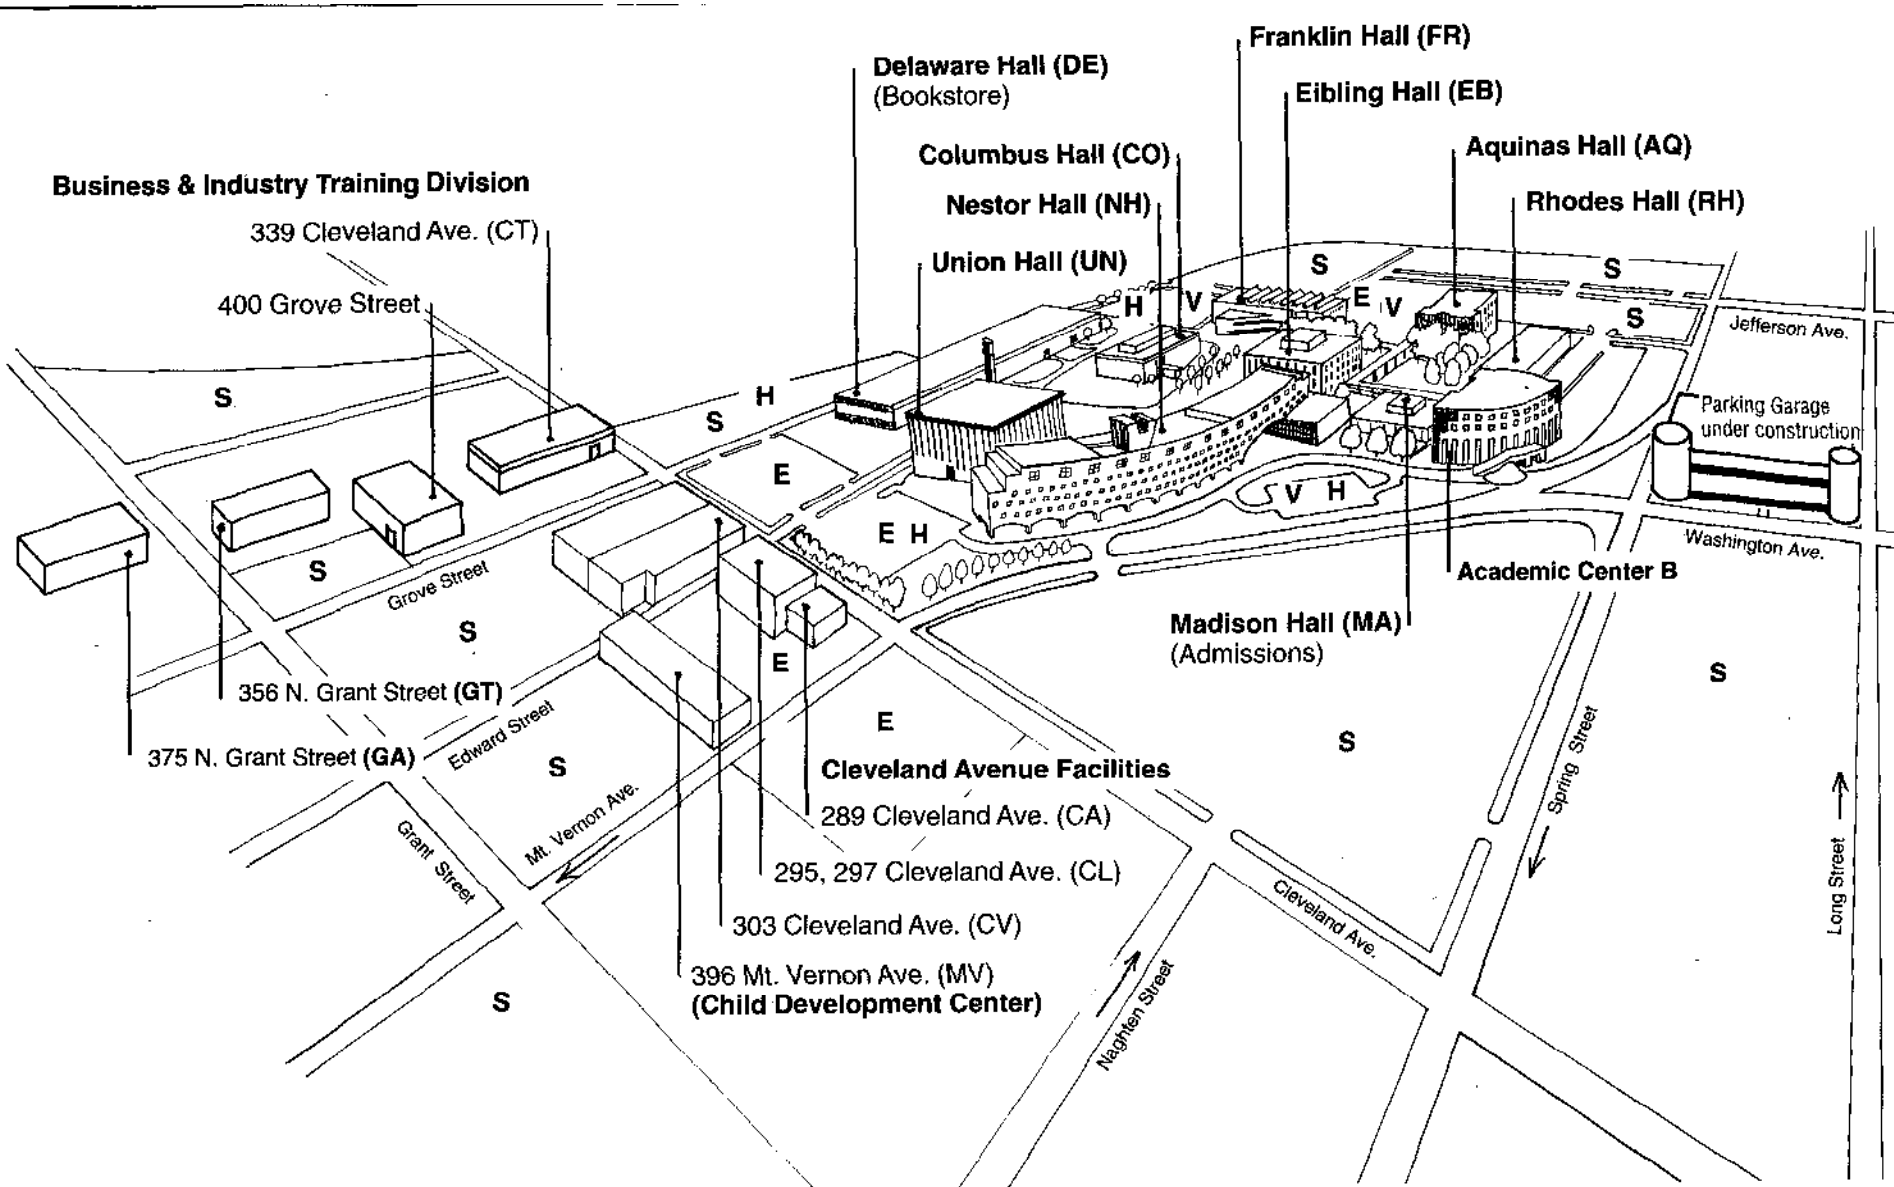 Franklin Hall (FR)
Delaware Hall (DE)
(Bookstore)
Eibling Hall (EB)
Columbus Hall (CO)
Aquinas Hall (AQ)
Business & Industry Training Division
Nestor Hall (NH)
Rhodes Hall (RH)
339 Cleveland Ave. (CT)
Union Hall (UN)
400 Grove Street
S
S
H
V
E
V
S
Jefferson Ave.
S
H
S
Parking Garage
under construction
E
V
H
E
H
S
Grove Street
Washington Ave.
Academic Center B
S
Madison Hall (MA)
(Admissions)
E
S
356 N. Grant Street (GT)
E
375 N. Grant Street (GA)
Edward Street
S
S
Spring Street
Cleveland Avenue Facilities
289 Cleveland Ave. (CA)
Mt. Vernon Ave.
Grant Street
295, 297 Cleveland Ave. (CL)
Long Street
Cleveland Ave.
303 Cleveland Ave. (CV)
396 Mt. Vernon Ave. (MV)
(Child Development Center)
S
Naghten Street